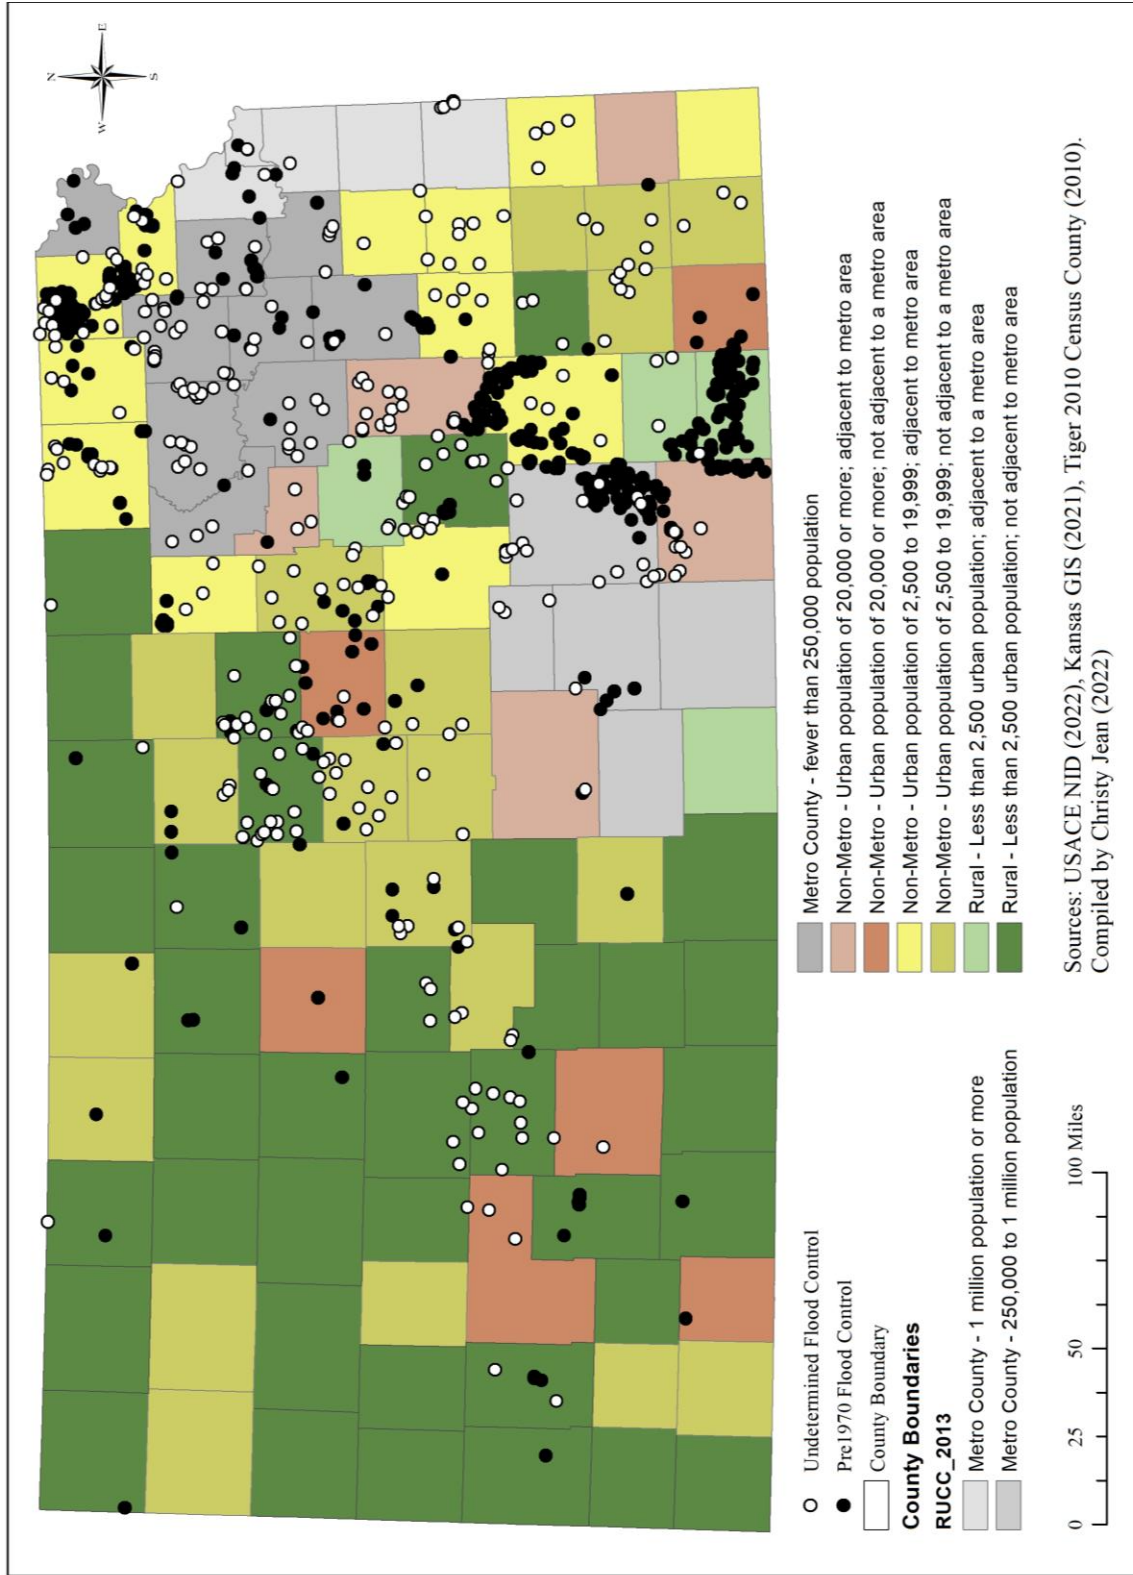 N
E
S
W
Undetermined Flood Control
Pre1970 Flood Control
County Boundary
County Boundaries
RUCC_2013
Metro County - 1 million population or more
Metro County - 250,000 to 1 million population
Metro County - fewer than 250,000 population
Non-Metro - Urban population of 20,000 or more; adjacent to metro area
Non-Metro - Urban population of 20,000 or more; not adjacent to a metro area
Non-Metro - Urban population of 2,500 to 19,999; adjacent to metro area
Non-Metro - Urban population of 2,500 to 19,999; not adjacent to a metro area
Rural - Less than 2,500 urban population; adjacent to a metro area
Rural - Less than 2,500 urban population; not adjacent to metro area
0 25 50 100 Miles
Sources: USACE NID (2022), Kansas GIS (2021), Tiger 2010 Census County (2010).
Compiled by Christy Jean (2022)